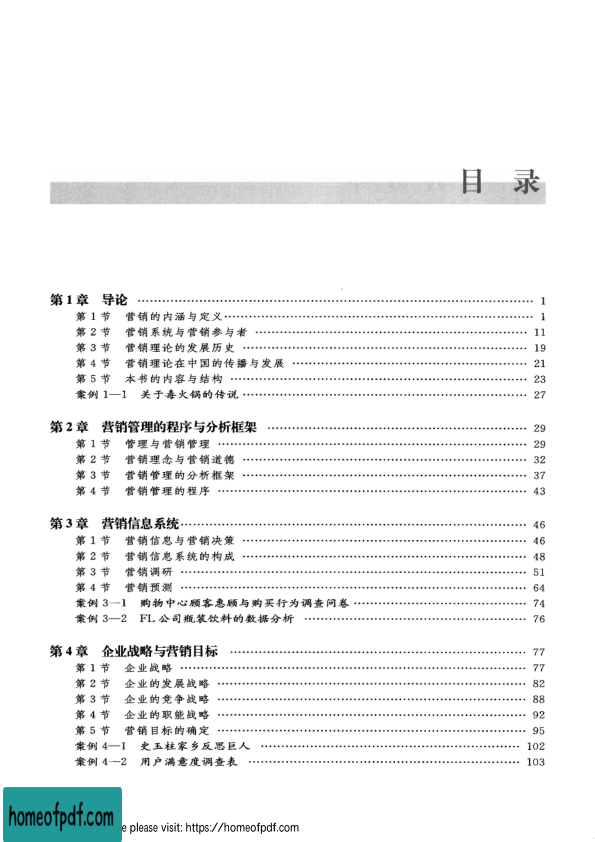 目 录
第1章 导论 …… 1
第1节 营销的内涵与定义 …… 1
第2节 营销系统与营销参与者 …… 11
第3节 营销理论的发展历史 …… 19
第4节 营销理论在中国的传播与发展 …… 21
第5节 本书的内容与结构 …… 23
案例1—1 关于毒火锅的传说 …… 27
第2章 营销管理的程序与分析框架 …… 29
第1节 管理与营销管理 …… 29
第2节 营销理念与营销道德 …… 32
第3节 营销管理的分析框架 …… 37
第4节 营销管理的程序 …… 43
第3章 营销信息系统 …… 46
第1节 营销信息与营销决策 …… 46
第2节 营销信息系统的构成 …… 48
第3节 营销调研 …… 51
第4节 营销预测 …… 64
案例3—1 购物中心顾客惠顾与购买行为调查问卷 …… 74
案例3—2 FL公司瓶装饮料的数据分析 …… 76
第4章 企业战略与营销目标 …… 77
第1节 企业战略 …… 77
第2节 企业的发展战略 …… 82
第3节 企业的竞争战略 …… 88
第4节 企业的职能战略 …… 92
第5节 营销目标的确定 …… 95
案例4—1 史玉柱家乡反思巨人 …… 102
案例4—2 用户满意度调查表 …… 103
homeofpdf.com
please visit: https://homeofpdf.com